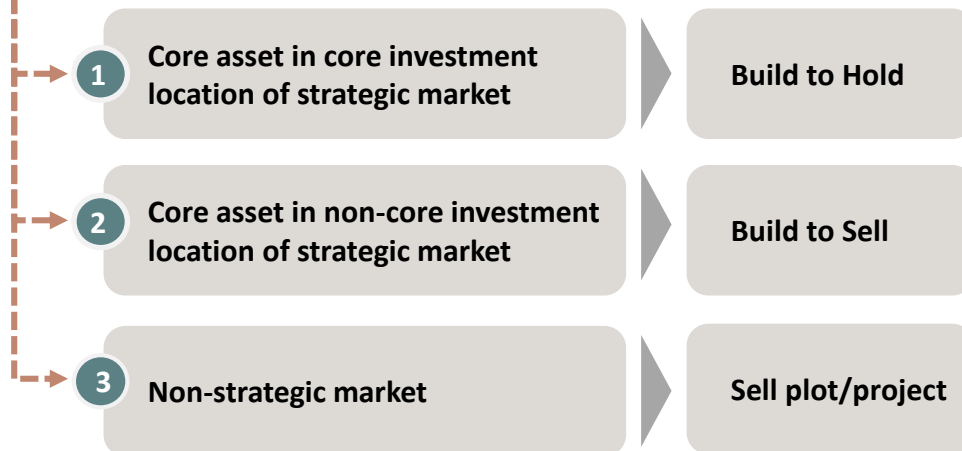 1
Core asset in core investment
location of strategic market
Build to Hold
2
Core asset in non-core investment
location of strategic market
Build to Sell
3
Non-strategic market
Sell plot/project